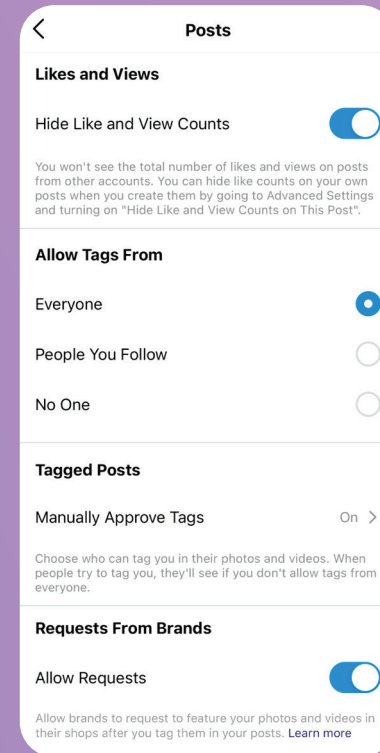 Posts
Likes and Views
Hide Like and View Counts
You won't see the total number of likes and views on posts
from other accounts. You can hide like counts on your own
posts when you create them by going to Advanced Settings
and turning on "Hide Like and View Counts on This Post".
Allow Tags From
Everyone
People You Follow
No One
Tagged Posts
Manually Approve Tags On
Choose who can tag you in their photos and videos. When
people try to tag you, they'll see if you don't allow tags from
everyone.
Requests From Brands
Allow Requests
Allow brands to request to feature your photos and videos in
their shops after you tag them in your posts. Learn more